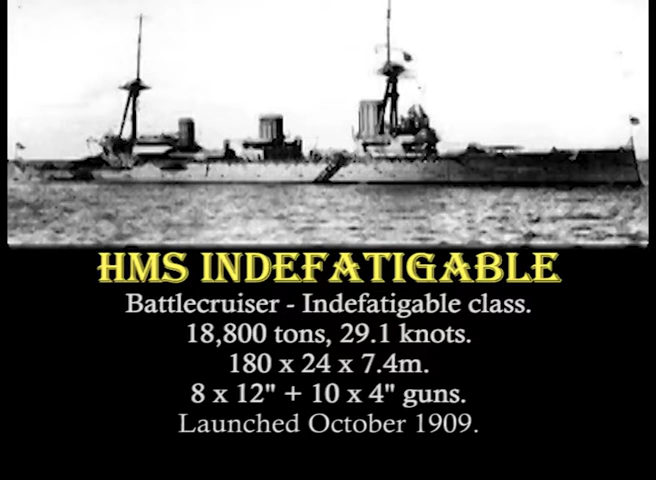 HMS INDEFATIGABLE
Battlecruiser - Indefatigable class.
18,800 tons, 29.1 knots.
180 x 24 x 7.4m.
8 x 12" + 10 x 4" guns.
Launched October 1909.